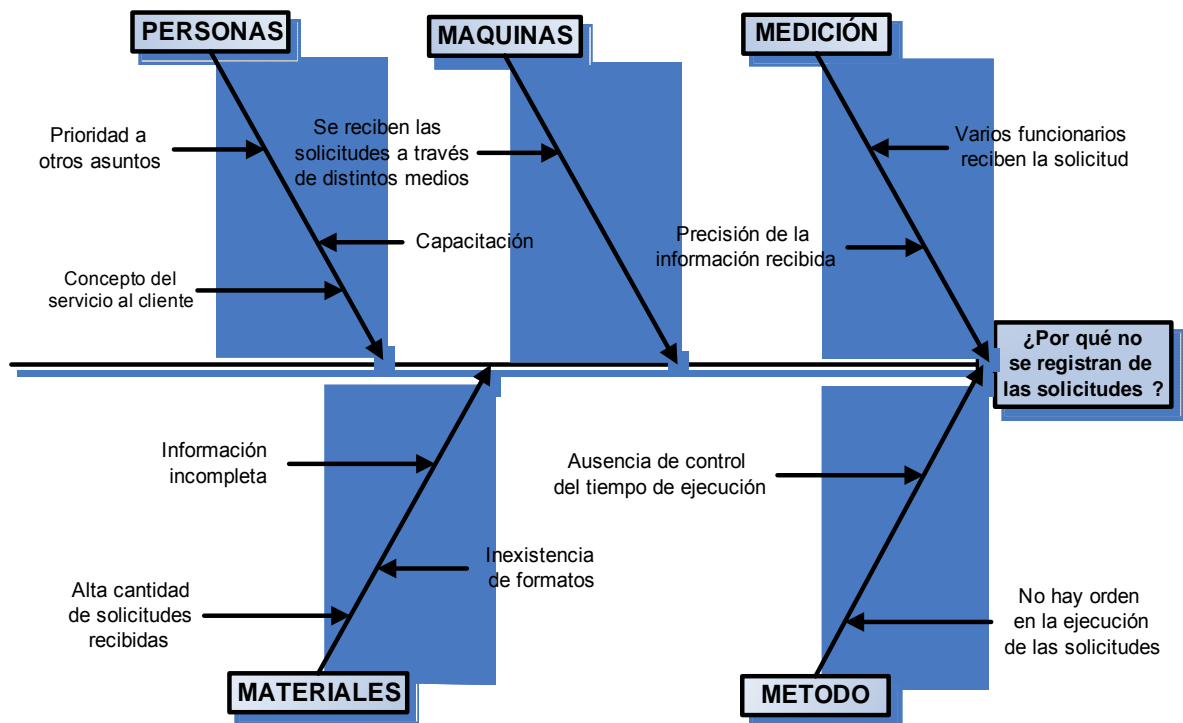 PERSONAS
MAQUINAS
MEDICIÓN
Prioridad a
otros asuntos
Se reciben las
solicitudes a través
de distintos medios
Varios funcionarios
reciben la solicitud
Capacitación
Precisión de la
información recibida
Concepto del
servicio al cliente
¿Por qué no
se registran de
las solicitudes ?
Información
incompleta
Ausencia de control
del tiempo de ejecución
Inexistencia
de formatos
Alta cantidad
de solicitudes
recibidas
No hay orden
en la ejecución
de las solicitudes
MATERIALES
METODO